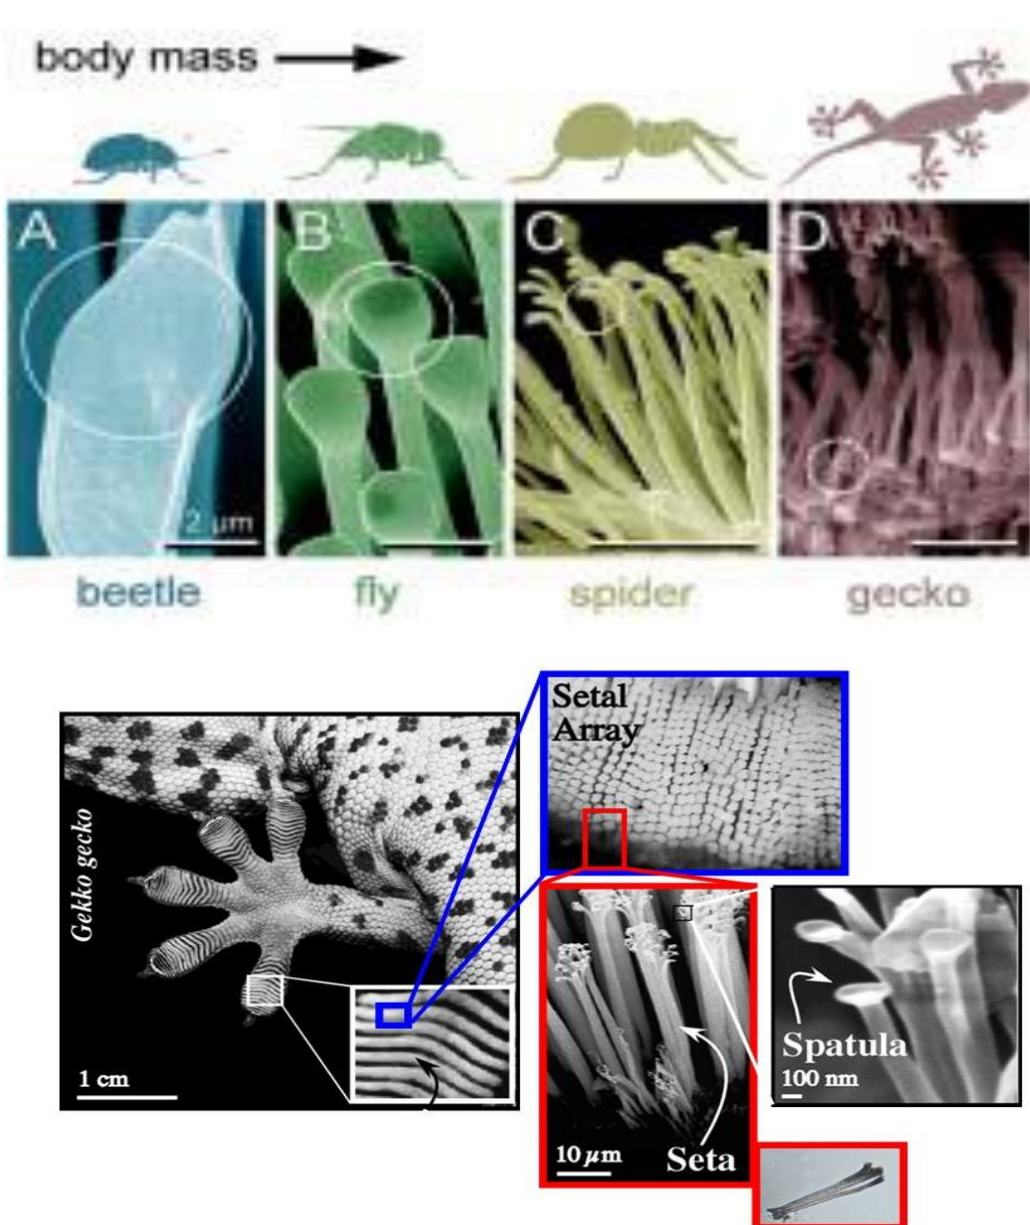 body mass
A
B
C
D
2 μm
beetle
fly
spider
gecko
Setal
Array
Gekko gecko
1 cm
Spatula
100 nm
10 μm
Seta